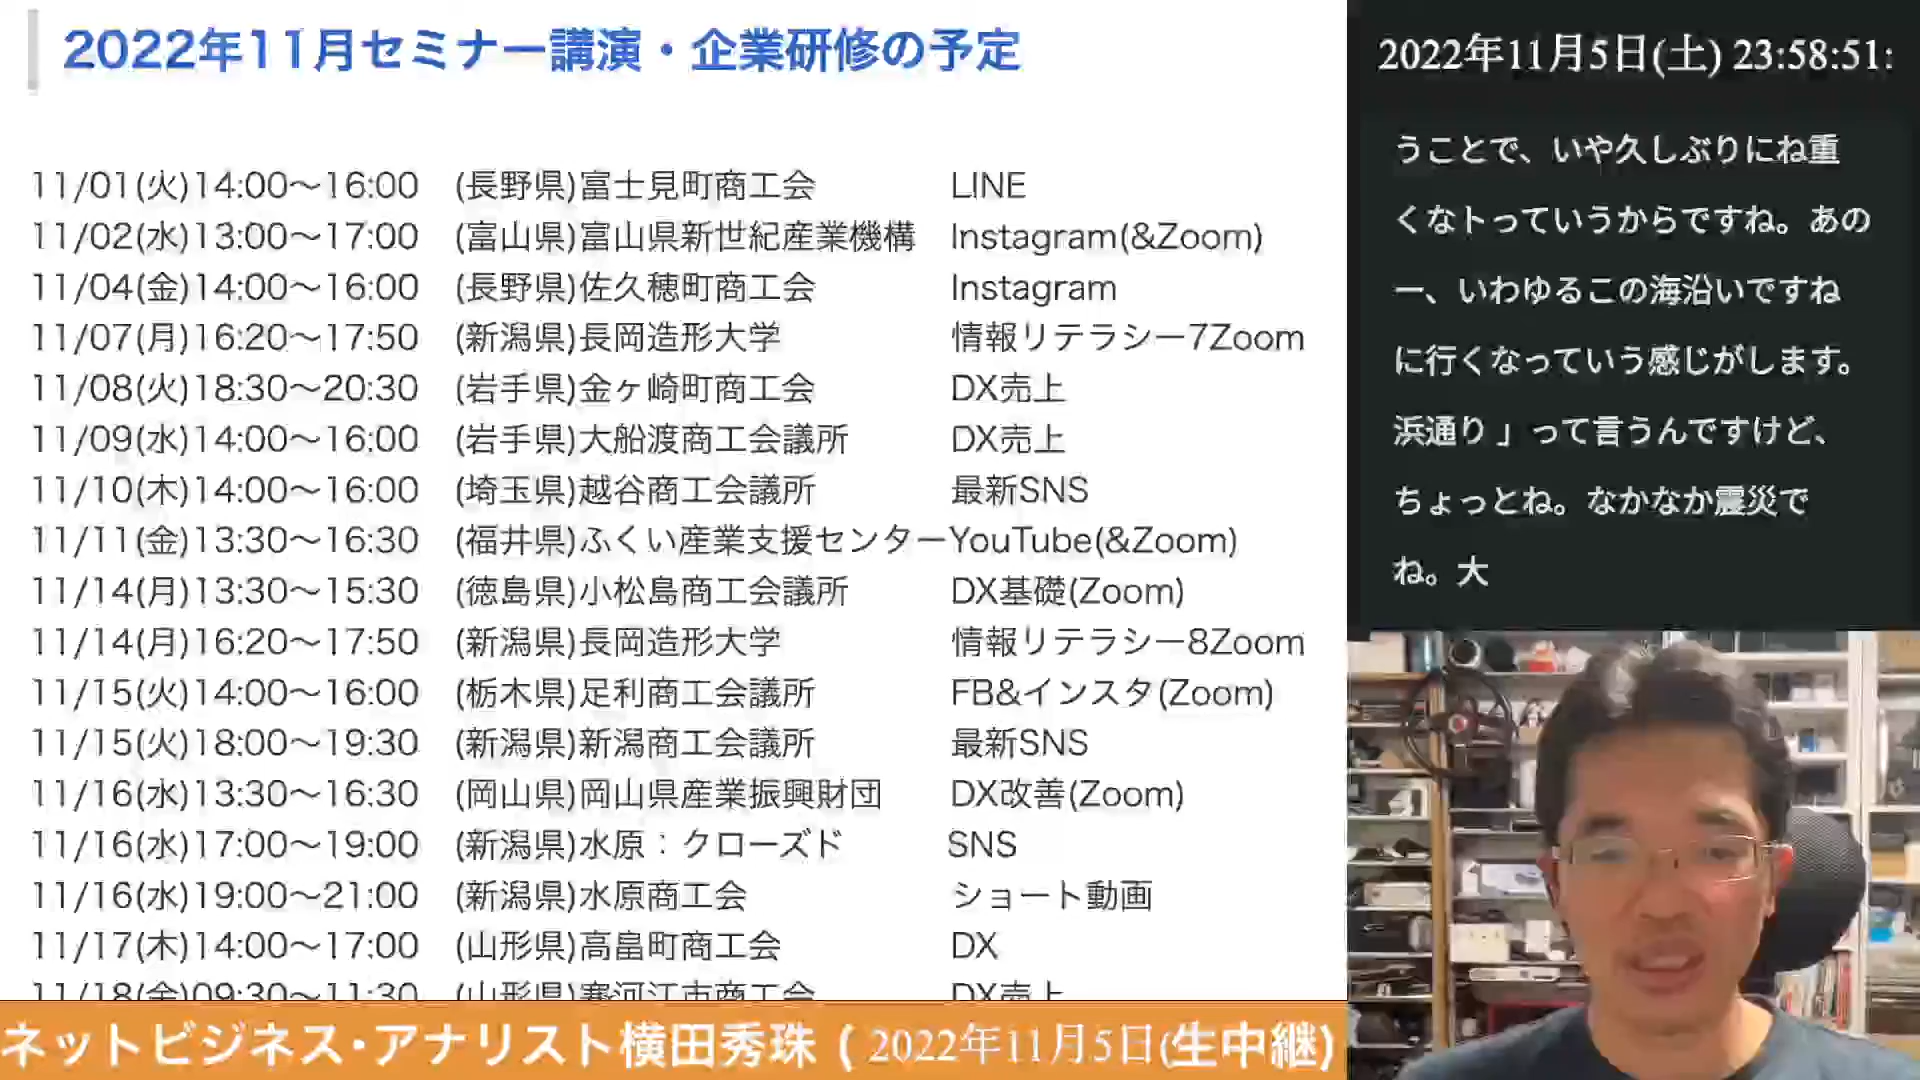 2022年11月セミナー講演・企業研修の予定
11/01(火)14:00〜16:00 (長野県)富士見町商工会 LINE
11/02(水)13:00〜17:00 (富山県)富山県新世紀産業機構 Instagram(&Zoom)
11/04(金)14:00〜16:00 (長野県)佐久穂町商工会 Instagram
11/07(月)16:20〜17:50 (新潟県)長岡造形大学 情報リテラシー7Zoom
11/08(火)18:30〜20:30 (岩手県)金ヶ崎町商工会 DX売上
11/09(水)14:00〜16:00 (岩手県)大船渡商工会議所 DX売上
11/10(木)14:00〜16:00 (埼玉県)越谷商工会議所 最新SNS
11/11(金)13:30〜16:30 (福井県)ふくい産業支援センターYouTube(&Zoom)
11/14(月)13:30〜15:30 (徳島県)小松島商工会議所 DX基礎(Zoom)
11/14(月)16:20〜17:50 (新潟県)長岡造形大学 情報リテラシー8Zoom
11/15(火)14:00〜16:00 (栃木県)足利商工会議所 FB&インスタ(Zoom)
11/15(火)18:00〜19:30 (新潟県)新潟商工会議所 最新SNS
11/16(水)13:30〜16:30 (岡山県)岡山県産業振興財団 DX改善(Zoom)
11/16(水)17:00〜19:00 (新潟県)水原：クローズド SNS
11/16(水)19:00〜21:00 (新潟県)水原商工会 ショート動画
11/17(木)14:00〜17:00 (山形県)高畠町商工会 DX
11/18(金)09:30〜11:30 (山形県)寒河江市商工会 DX売上
ネットビジネス・アナリスト横田秀珠 ( 2022年11月5日(生中継)
2022年11月5日(土) 23:58:51:
うことで、いや久しぶりにね重
くなトっていうからですね。あの
ー、いわゆるこの海沿いですね
に行くなっていう感じがします。
浜通り」って言うんですけど、
ちょっとね。なかなか震災で
ね。大